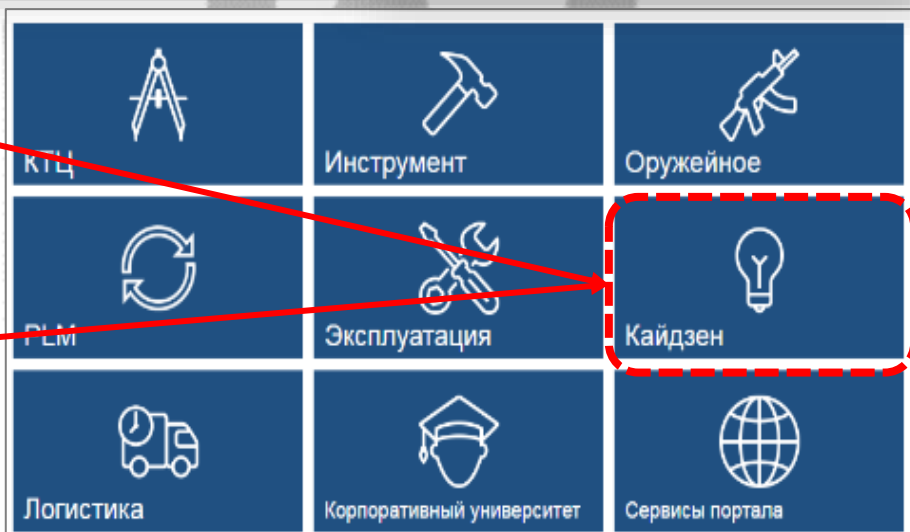 КТЦ
Инструмент
Оружейное
PLM
Эксплуатация
Кайдзен
Логистика
Корпоративный университет
Сервисы портала